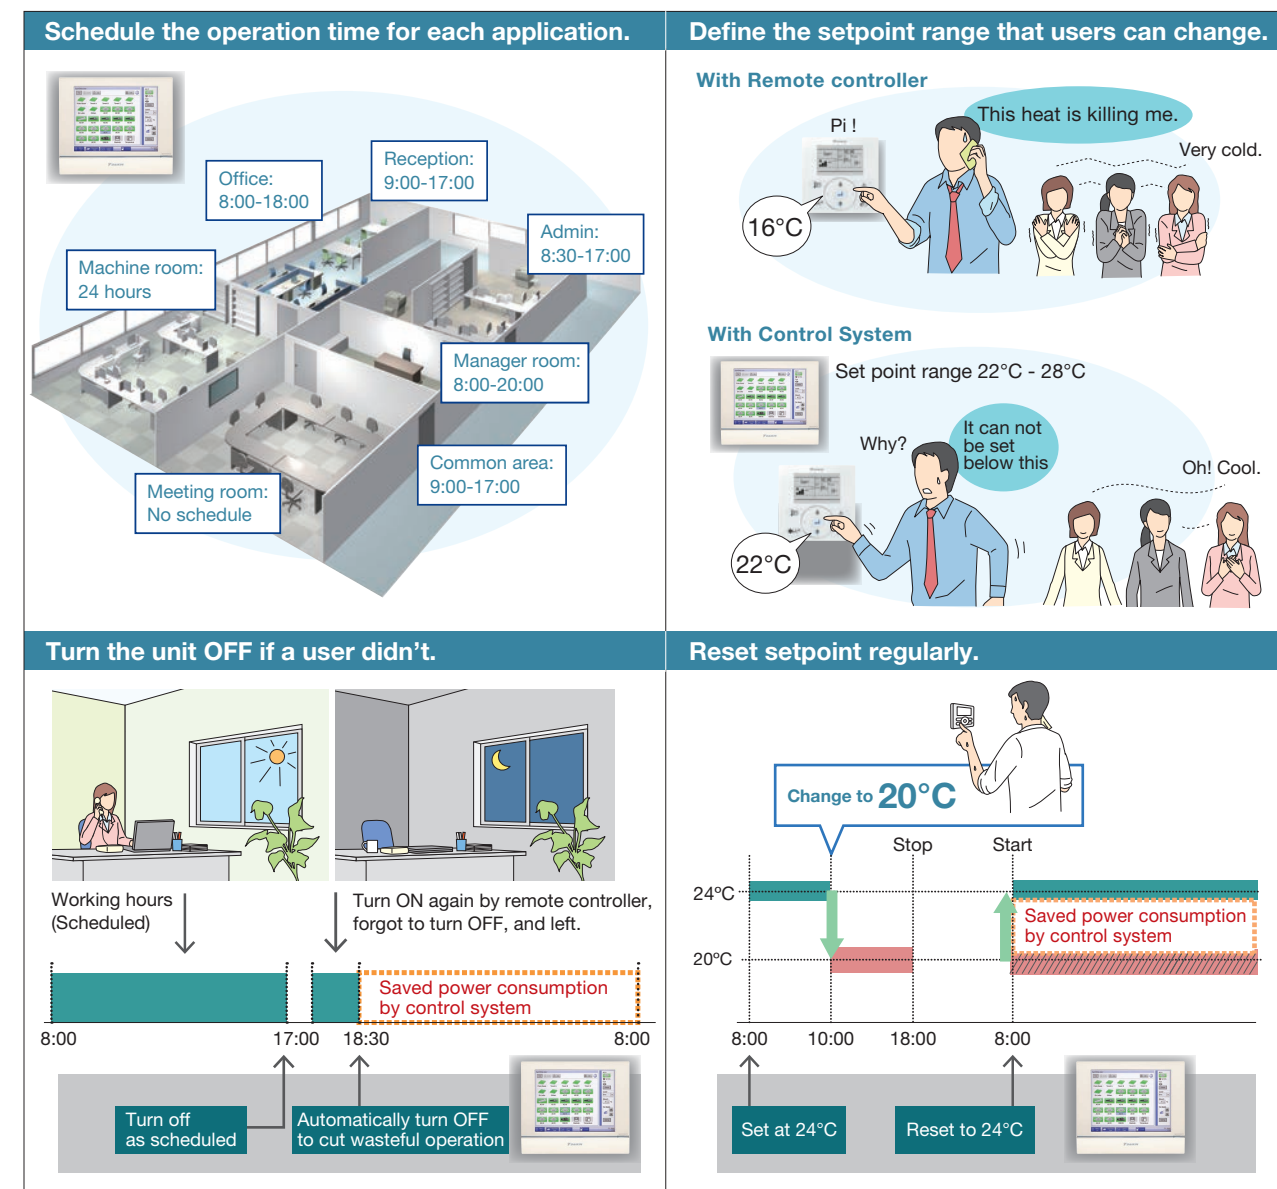 Schedule the operation time for each application.
Office:
8:00-18:00
Reception:
9:00-17:00
Admin:
8:30-17:00
Machine room:
24 hours
Manager room:
8:00-20:00
Common area:
9:00-17:00
Meeting room:
No schedule
Define the setpoint range that users can change.
With Remote controller
Pi !
This heat is killing me.
Very cold.
16°C
With Control System
Set point range 22°C - 28°C
Why?
It can not
be set
below this
Oh! Cool.
22°C
Turn the unit OFF if a user didn't.
Working hours
(Scheduled)
Turn ON again by remote controller,
forgot to turn OFF, and left.
Saved power consumption
by control system
8:00
17:00
18:30
8:00
Turn off
as scheduled
Automatically turn OFF
to cut wasteful operation
Reset setpoint regularly.
Change to 20°C
Stop
Start
24ºC
20ºC
Saved power consumption
by control system
8:00
10:00
18:00
8:00
Set at 24°C
Reset to 24°C